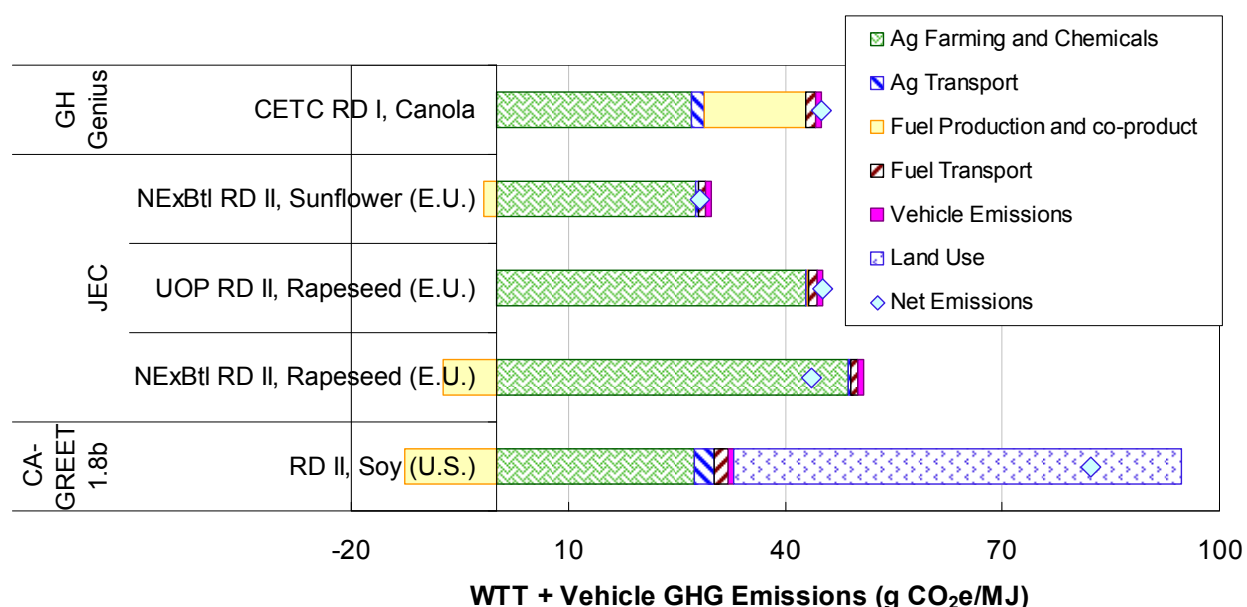 Ag Farming and Chemicals
Ag Transport
Fuel Production and co-product
Fuel Transport
Vehicle Emissions
Land Use
Net Emissions
GH
Genius
CETC RD I, Canola
JEC
NExBtl RD II, Sunflower (E.U.)
UOP RD II, Rapeseed (E.U.)
NExBtl RD II, Rapeseed (E.U.)
CA-
GREET
1.8b
RD II, Soy (U.S.)
-20 10 40 70 100
WTT + Vehicle GHG Emissions (g CO₂e/MJ)